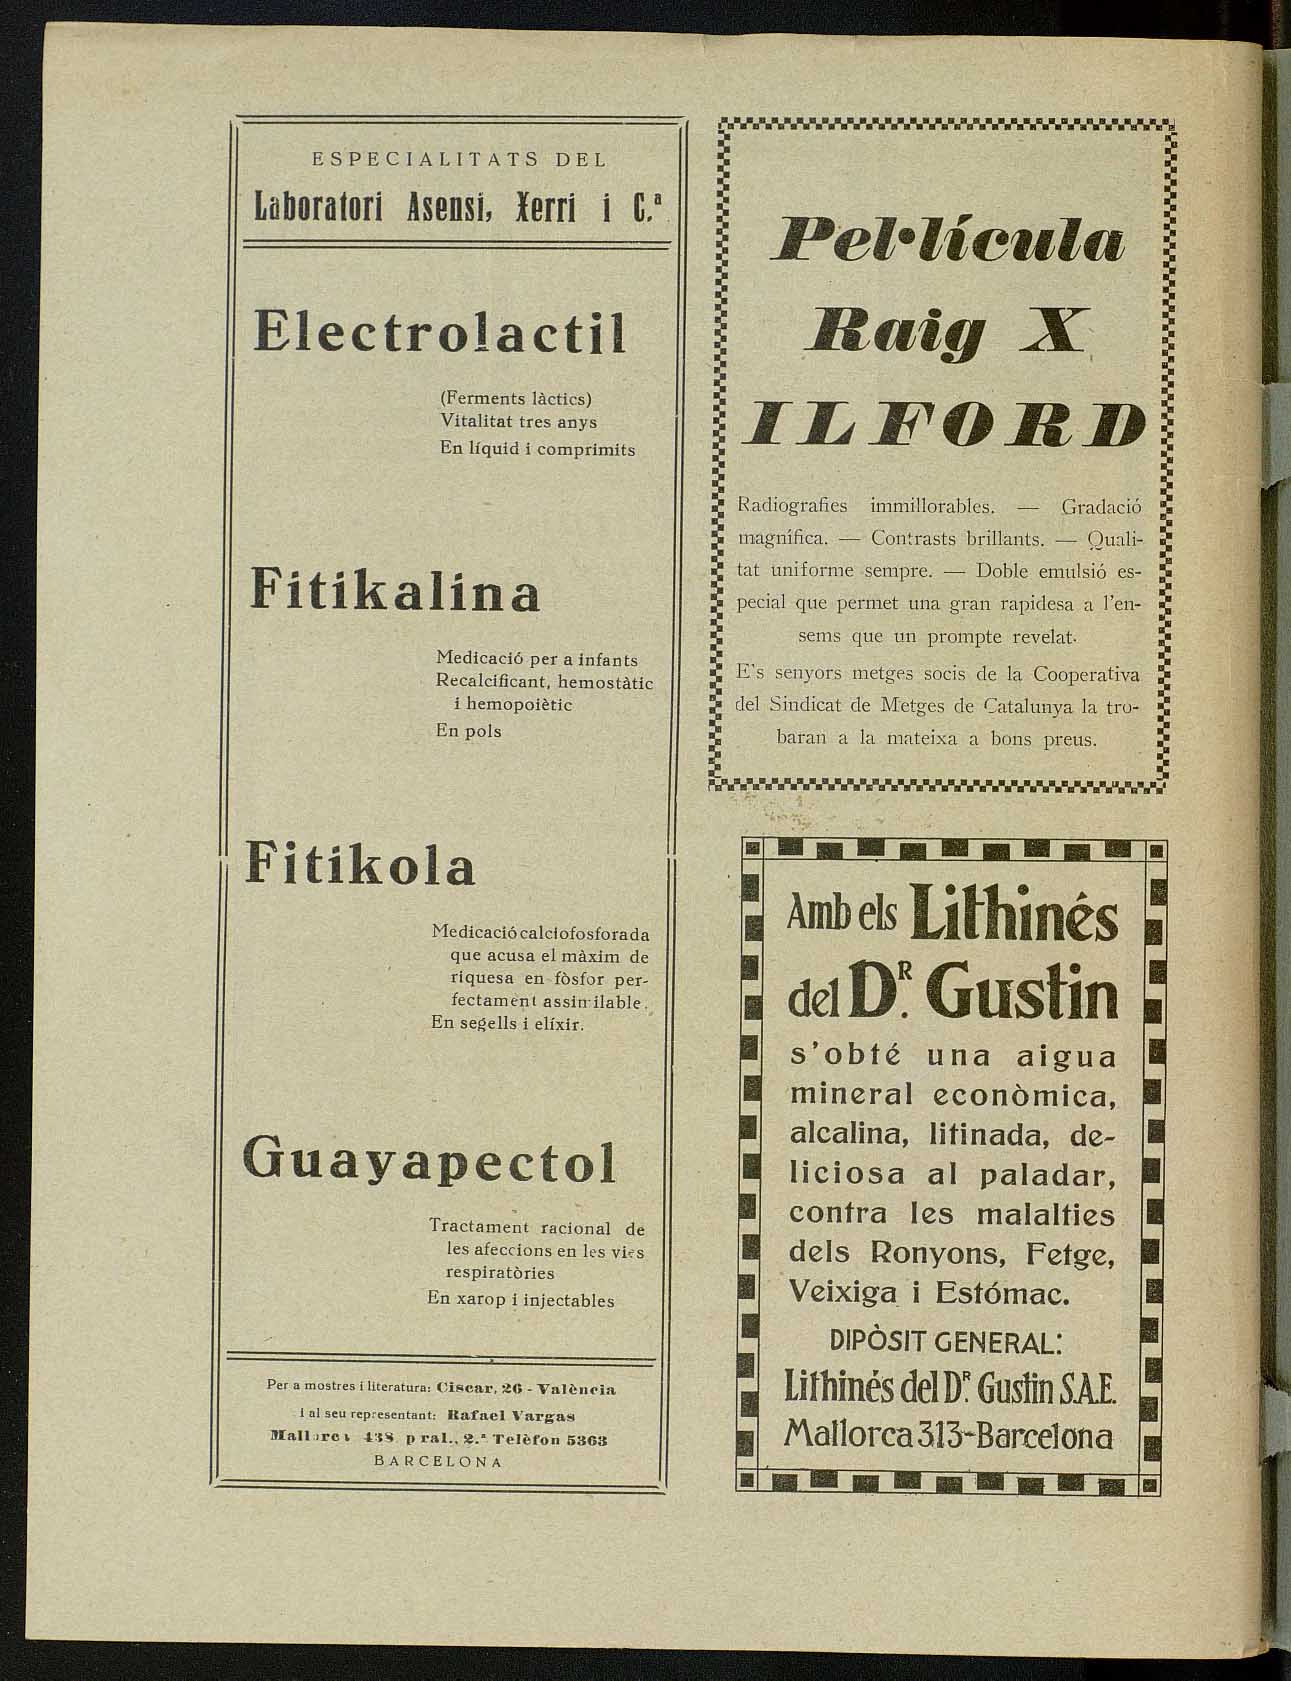 ESPECIALITATS DEL
Laboratori Asensi, Xerri i C.ª
Electrolactil
(Ferments làctics)
Vitalitat tres anys
En líquid i comprimits
Fitikalina
Medicació per a infants
Recalcificant, hemostàtic
i hemopoiètic
En pols
Fitikola
Medicació calciofosforada
que acusa el màxim de
riquesa en fòsfor per-
fectament assimilable.
En segells i elíxir.
Guayapectol
Tractament racional de
les afeccions en les vies
respiratòries
En xarop i injectables
Per a mostres i literatura: Ciscar, 26 - València
i al seu representant: Rafael Vargas
Mallorca 438 pral., 2.ª Telèfon 5363
BARCELONA
Pel·lícula
Raig X
ILFORD
Radiografies immillorables. — Gradació
magnífica. — Contrasts brillants. — Quali-
tat uniforme sempre. — Doble emulsió es-
pecial que permet una gran rapidesa a l'en-
sems que un prompte revelat.
E's senyors metges socis de la Cooperativa
del Sindicat de Metges de Catalunya la tro-
baran a la mateixa a bons preus.
Amb els Lithinés
del DR. Gustin
s'obté una aigua
mineral econòmica,
alcalina, litinada, de-
liciosa al paladar,
contra les malalties
dels Ronyons, Fetge,
Veixiga i Estómac.
DIPÒSIT GENERAL:
Lithinés del DR. Gustin S.A.E.
Mallorca 313-Barcelona